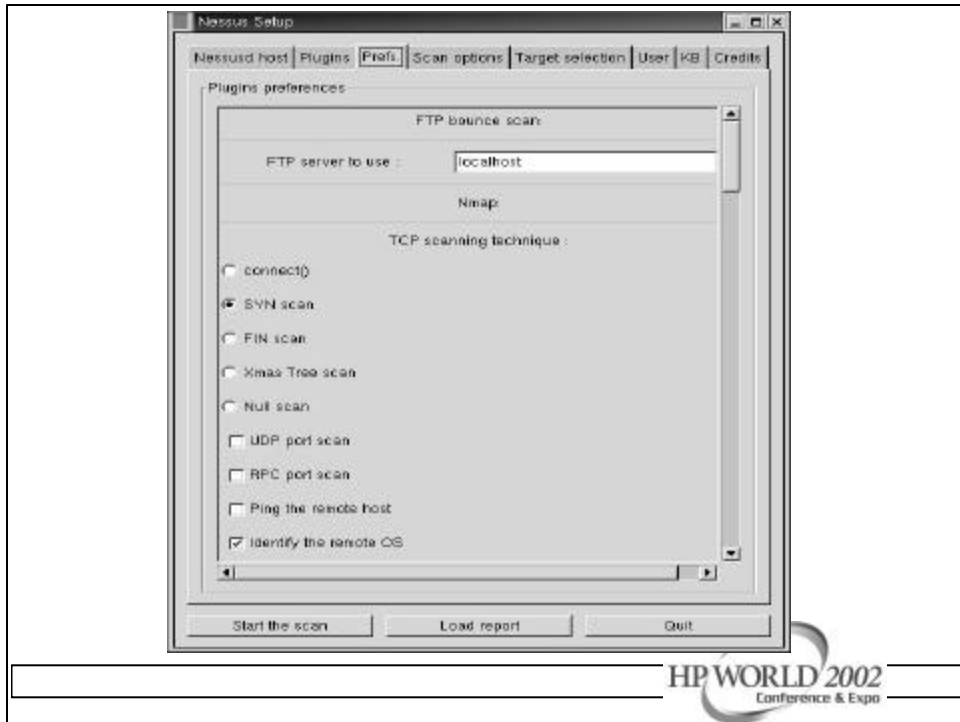 Nessus Setup
Nessusd host Plugins Prefs. Scan options Target selection User KB Credits
Plugins preferences
FTP bounce scan:
FTP server to use : localhost
Nmap:
TCP scanning technique :
connect()
SYN scan
FIN scan
Xmas Tree scan
Null scan
UDP port scan
RPC port scan
Ping the remote host
Identify the remote OS
Start the scan Load report Quit
HP WORLD 2002
Conference & Expo